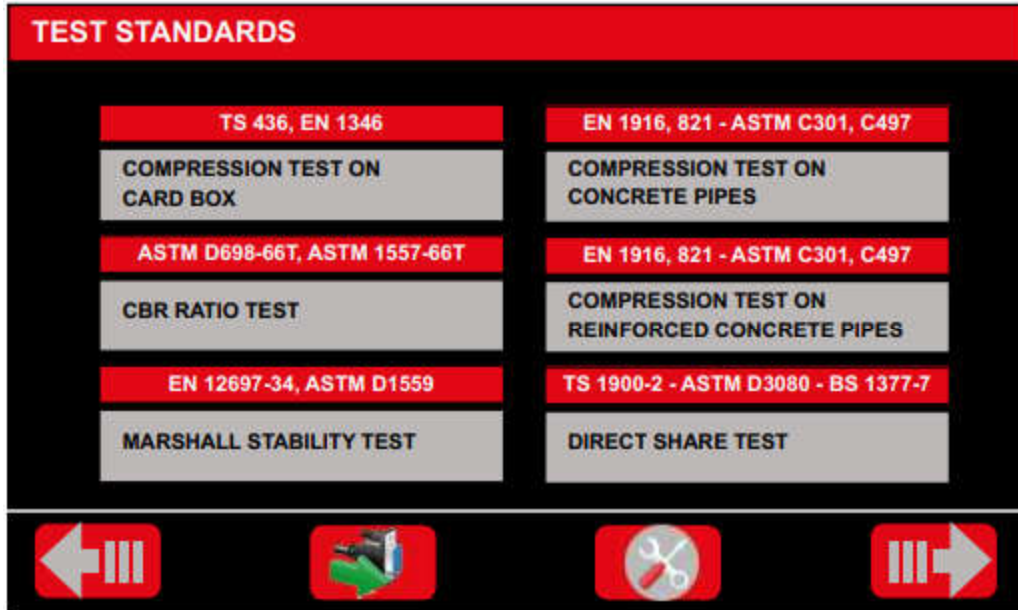 TEST STANDARDS
TS 436, EN 1346
COMPRESSION TEST ON
CARD BOX
ASTM D698-66T, ASTM 1557-66T
CBR RATIO TEST
EN 12697-34, ASTM D1559
MARSHALL STABILITY TEST
EN 1916, 821 - ASTM C301, C497
COMPRESSION TEST ON
CONCRETE PIPES
EN 1916, 821 - ASTM C301, C497
COMPRESSION TEST ON
REINFORCED CONCRETE PIPES
TS 1900-2 - ASTM D3080 - BS 1377-7
DIRECT SHARE TEST